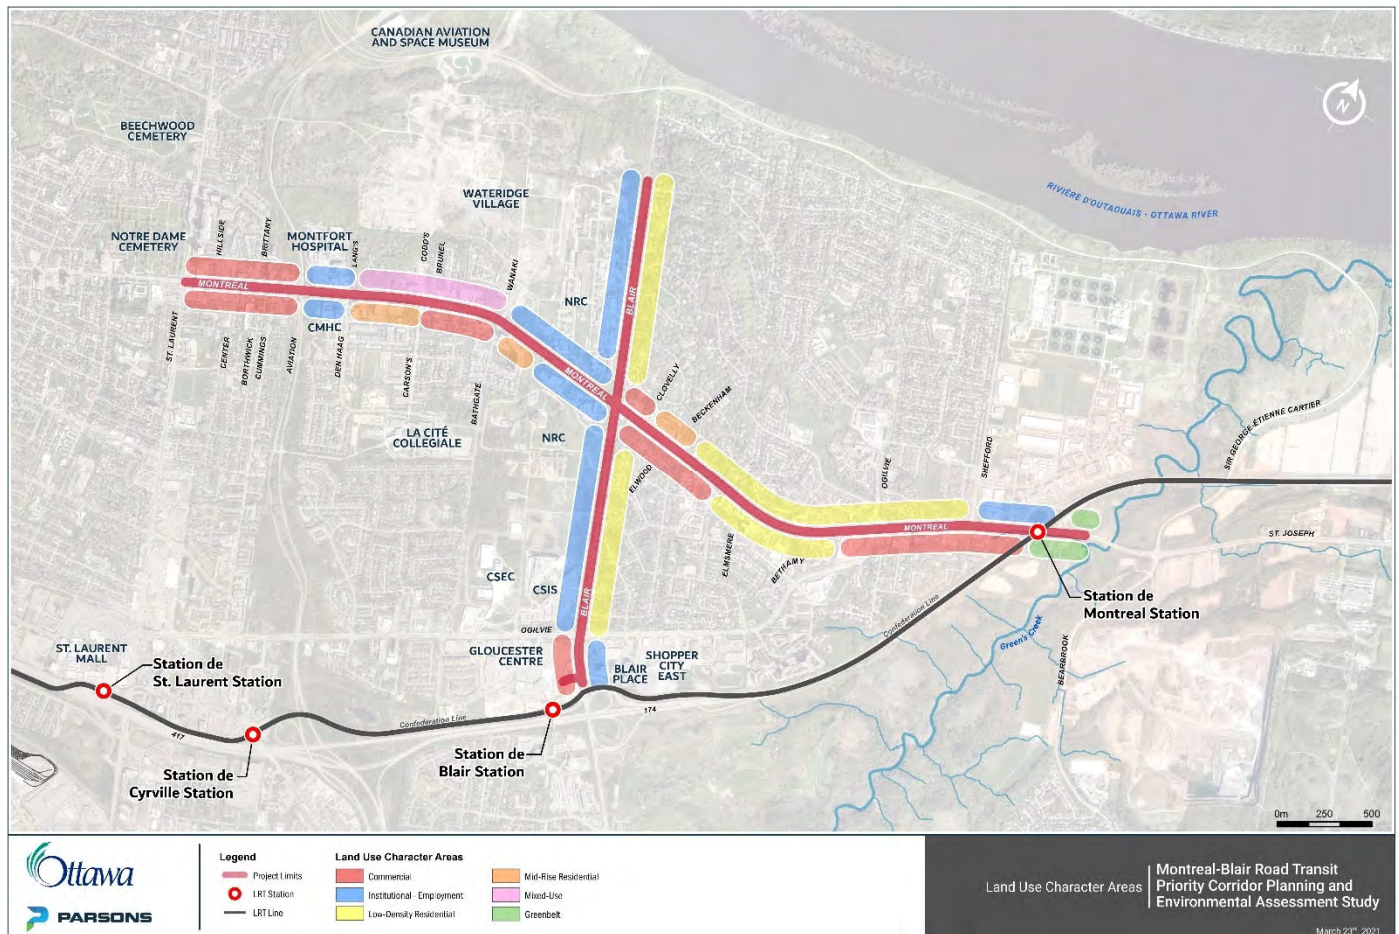 CANADIAN AVIATION
AND SPACE MUSEUM
BEECHWOOD
CEMETERY
WATERIDGE
VILLAGE
RIVIÈRE D'OUTAOUAIS - OTTAWA RIVER
N
NOTRE DAME
CEMETERY
HILLSIDE
BRITTANY
MONTFORT
HOSPITAL
LANG'S
CODD'S
BRUNEL
WANAKI
NRC
BLAIR
MONTREAL
ST. LAURENT
CENTER
BORTHWICK
CUMMINGS
AVIATION
CMHC
DEN HAAG
CARSON'S
BATHGATE
MONTREAL
CLOVELLY
BECKENHAM
LA CITÉ
COLLEGIALE
NRC
ELWOOD
OGILVIE
SHEFFORD
SIR GEORGE-ÉTIENNE CARTIER
MONTREAL
ST. JOSEPH
ELMSMERE
BETHAMY
CSEC
CSIS
BLAIR
OGILVIE
Station de
Montreal Station
Confederation Line
Green's Creek
BEARBROOK
GLOUCESTER
CENTRE
BLAIR
PLACE
SHOPPER
CITY
EAST
ST. LAURENT
MALL
Station de
St. Laurent Station
417
Confederation Line
174
Station de
Cyrville Station
Station de
Blair Station
0m 250 500
Ottawa
PARSONS
Legend
Project Limits
LRT Station
LRT Line
Land Use Character Areas
Commercial
Institutional - Employment
Low-Density Residential
Mid-Rise Residential
Mixed-Use
Greenbelt
Land Use Character Areas
Montreal-Blair Road Transit
Priority Corridor Planning and
Environmental Assessment Study
March 23rd, 2021